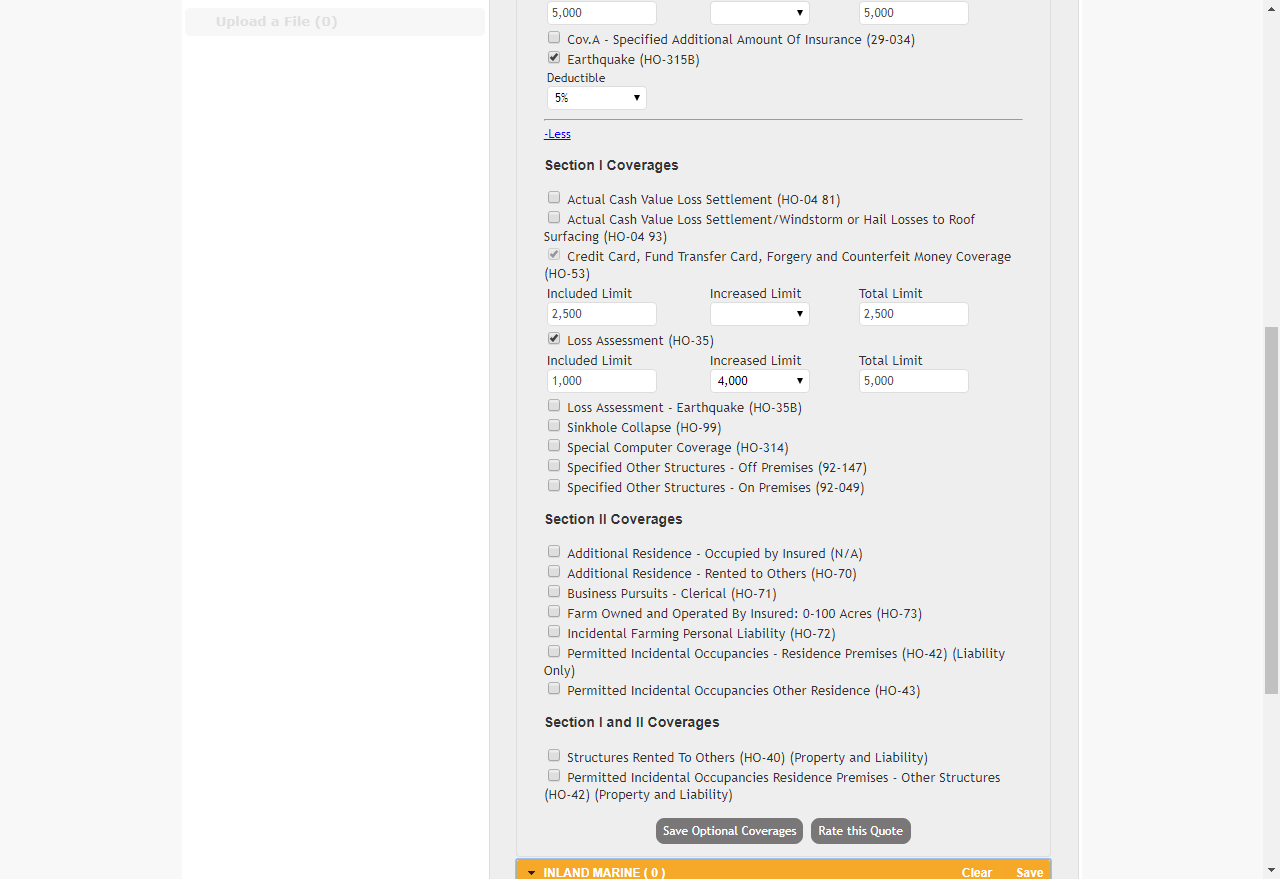 Upload a File (0)
5,000 5,000
Cov.A - Specified Additional Amount Of Insurance (29-034)
Earthquake (HO-315B)
Deductible
5%
-Less
Section I Coverages
Actual Cash Value Loss Settlement (HO-04 81)
Actual Cash Value Loss Settlement/Windstorm or Hail Losses to Roof
Surfacing (HO-04 93)
Credit Card, Fund Transfer Card, Forgery and Counterfeit Money Coverage
(HO-53)
Included Limit Increased Limit Total Limit
2,500 2,500
Loss Assessment (HO-35)
Included Limit Increased Limit Total Limit
1,000 4,000 5,000
Loss Assessment - Earthquake (HO-35B)
Sinkhole Collapse (HO-99)
Special Computer Coverage (HO-314)
Specified Other Structures - Off Premises (92-147)
Specified Other Structures - On Premises (92-049)
Section II Coverages
Additional Residence - Occupied by Insured (N/A)
Additional Residence - Rented to Others (HO-70)
Business Pursuits - Clerical (HO-71)
Farm Owned and Operated By Insured: 0-100 Acres (HO-73)
Incidental Farming Personal Liability (HO-72)
Permitted Incidental Occupancies - Residence Premises (HO-42) (Liability
Only)
Permitted Incidental Occupancies Other Residence (HO-43)
Section I and II Coverages
Structures Rented To Others (HO-40) (Property and Liability)
Permitted Incidental Occupancies Residence Premises - Other Structures
(HO-42) (Property and Liability)
Save Optional Coverages Rate this Quote
INLAND MARINE ( 0 ) Clear Save